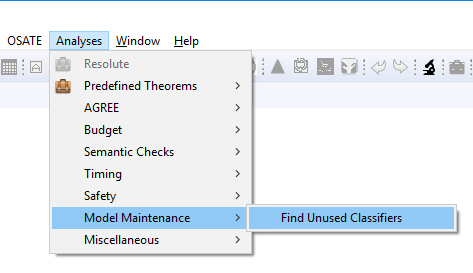 OSATE Analyses Window Help
Resolute
Predefined Theorems
AGREE
Budget
Semantic Checks
Timing
Safety
Model Maintenance Find Unused Classifiers
Miscellaneous